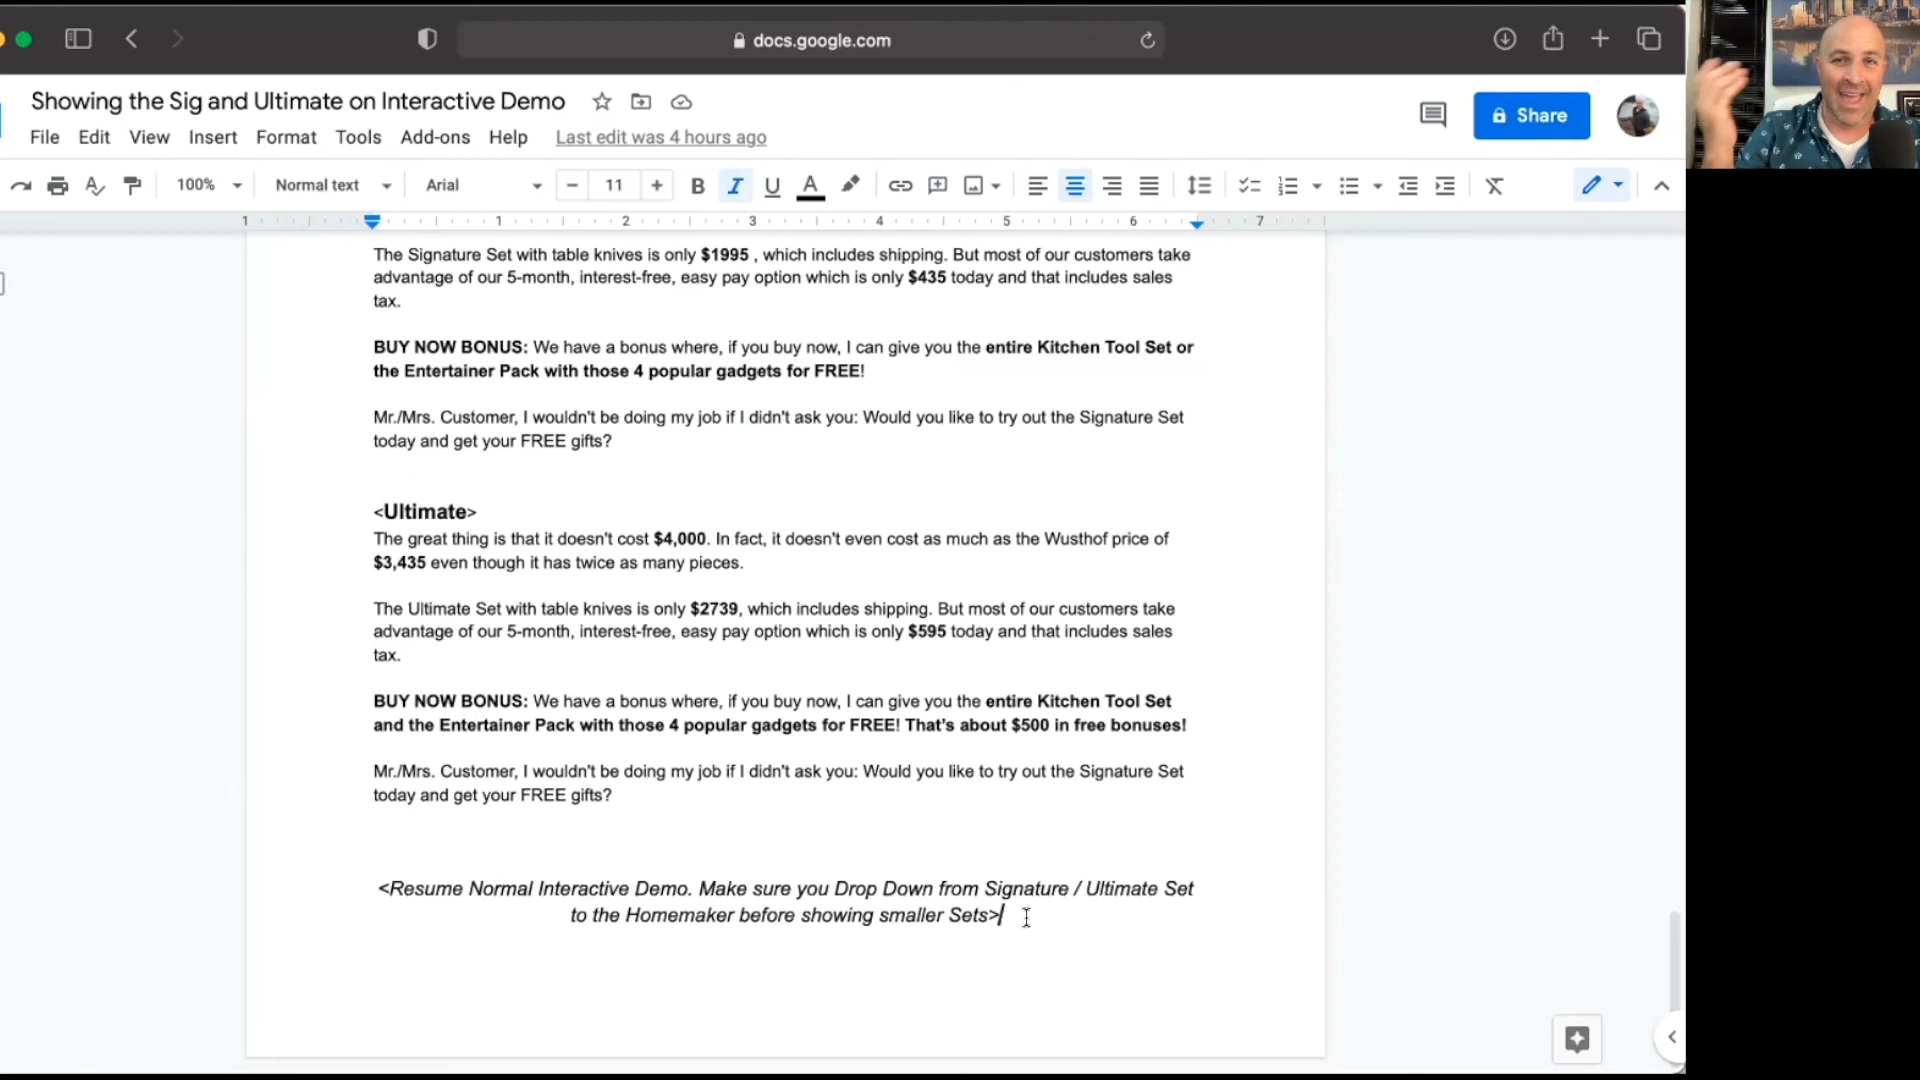 docs.google.com
Showing the Sig and Ultimate on Interactive Demo
Share
File Edit View Insert Format Tools Add-ons Help Last edit was 4 hours ago
100% Normal text Arial 11 B I U A
1 1 2 3 4 5 6 7
The Signature Set with table knives is only $1995 , which includes shipping. But most of our customers take
advantage of our 5-month, interest-free, easy pay option which is only $435 today and that includes sales
tax.
BUY NOW BONUS: We have a bonus where, if you buy now, I can give you the entire Kitchen Tool Set or
the Entertainer Pack with those 4 popular gadgets for FREE!
Mr./Mrs. Customer, I wouldn't be doing my job if I didn't ask you: Would you like to try out the Signature Set
today and get your FREE gifts?
<Ultimate>
The great thing is that it doesn't cost $4,000. In fact, it doesn't even cost as much as the Wusthof price of
$3,435 even though it has twice as many pieces.
The Ultimate Set with table knives is only $2739, which includes shipping. But most of our customers take
advantage of our 5-month, interest-free, easy pay option which is only $595 today and that includes sales
tax.
BUY NOW BONUS: We have a bonus where, if you buy now, I can give you the entire Kitchen Tool Set
and the Entertainer Pack with those 4 popular gadgets for FREE! That's about $500 in free bonuses!
Mr./Mrs. Customer, I wouldn't be doing my job if I didn't ask you: Would you like to try out the Signature Set
today and get your FREE gifts?
<Resume Normal Interactive Demo. Make sure you Drop Down from Signature / Ultimate Set
to the Homemaker before showing smaller Sets>